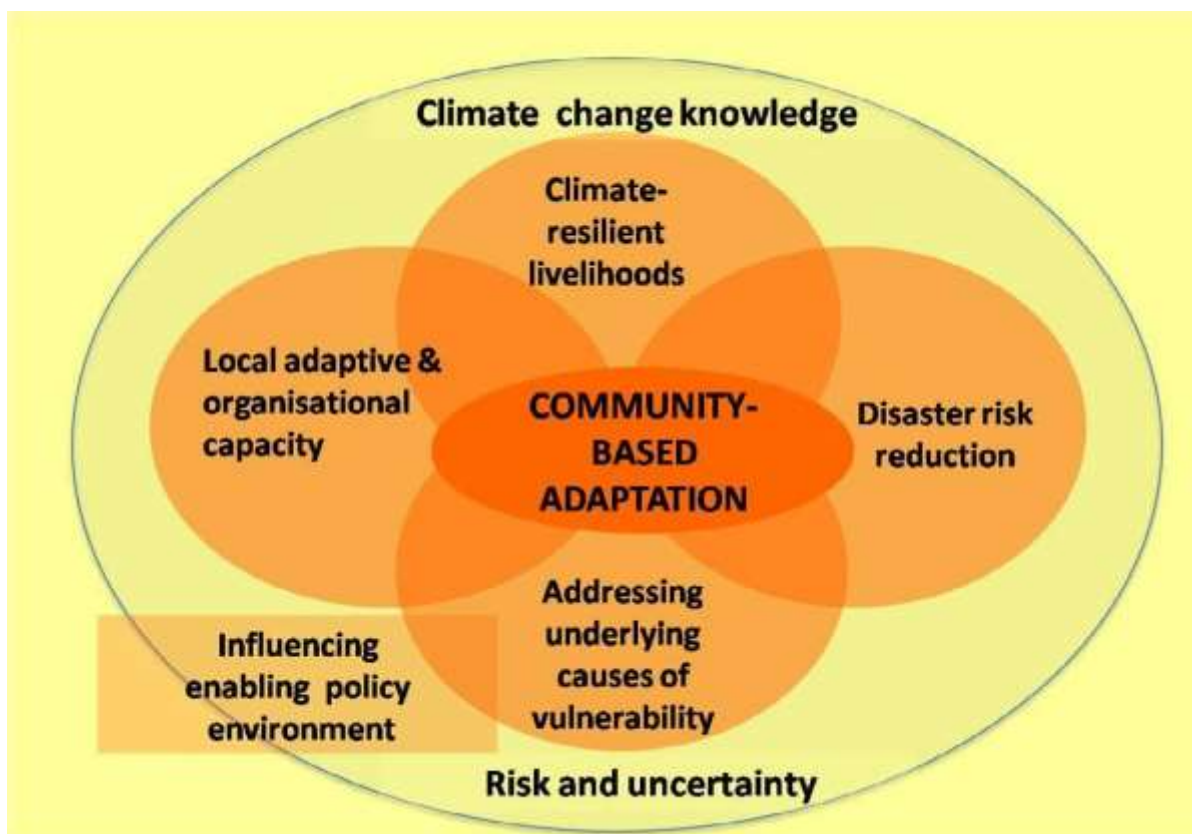 Climate change knowledge
Climate-
resilient
livelihoods
Local adaptive &
organisational
capacity
COMMUNITY-
BASED
ADAPTATION
Disaster risk
reduction
Addressing
underlying
causes of
vulnerability
Influencing
enabling policy
environment
Risk and uncertainty